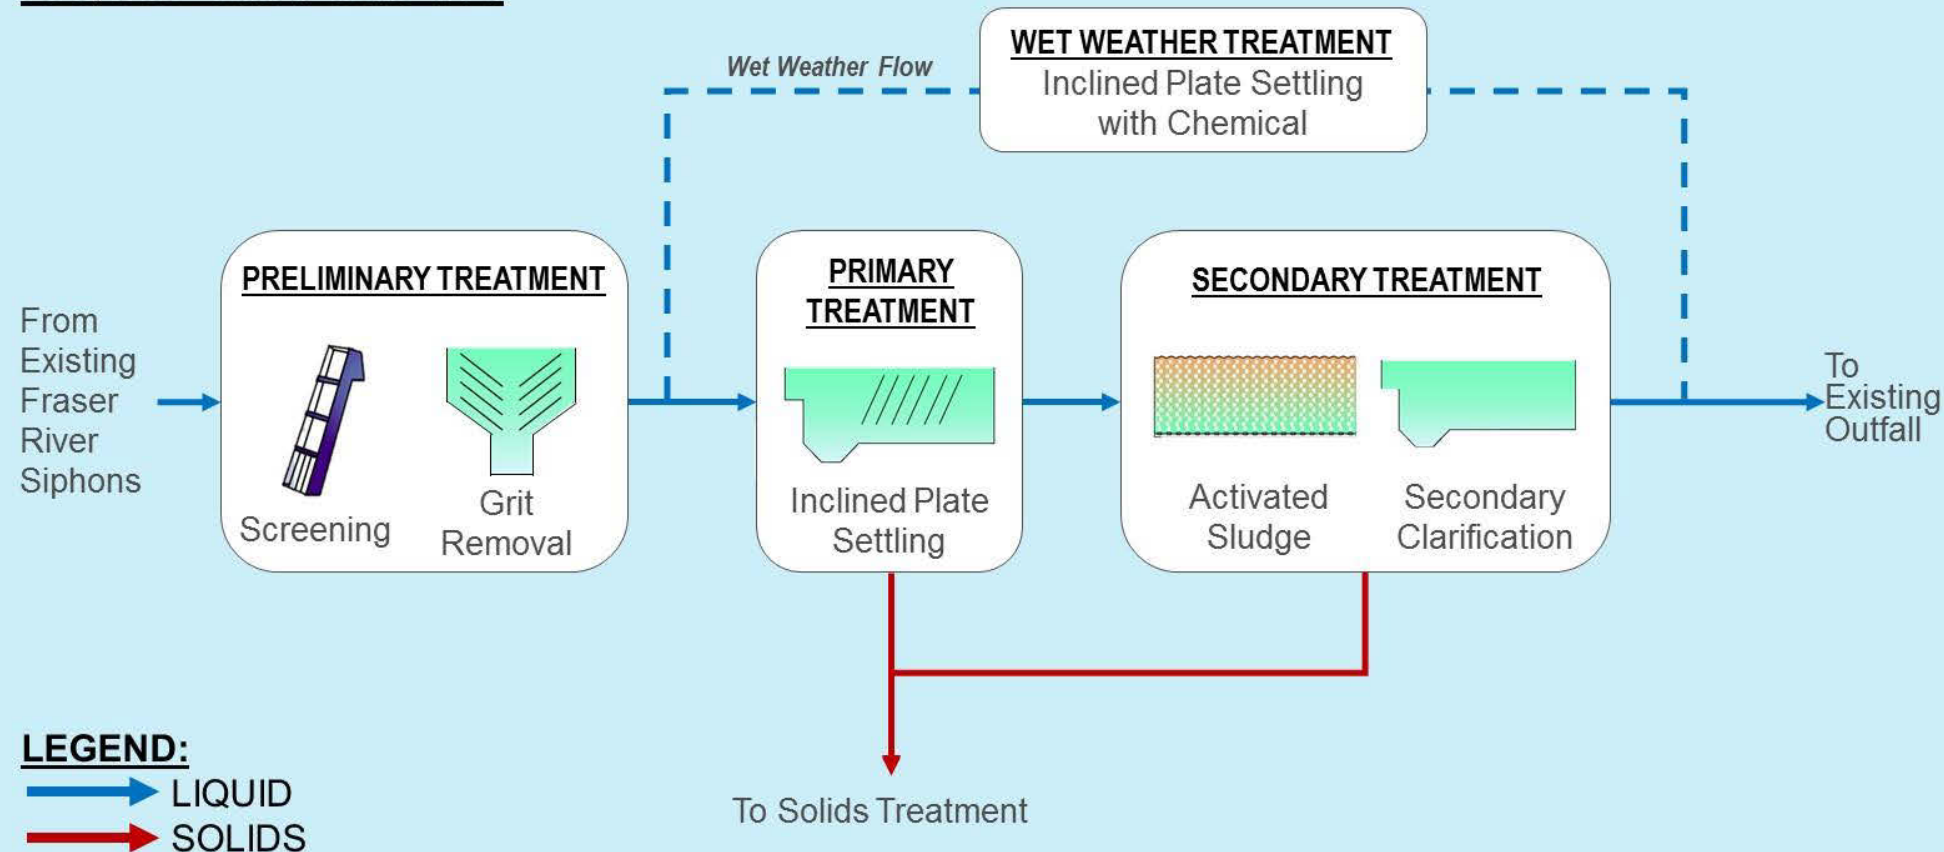 WET WEATHER TREATMENT
Inclined Plate Settling
with Chemical
Wet Weather Flow
From
Existing
Fraser
River
Siphons
PRELIMINARY TREATMENT
Screening
Grit
Removal
PRIMARY
TREATMENT
Inclined Plate
Settling
SECONDARY TREATMENT
Activated
Sludge
Secondary
Clarification
To
Existing
Outfall
To Solids Treatment
LEGEND:
LIQUID
SOLIDS